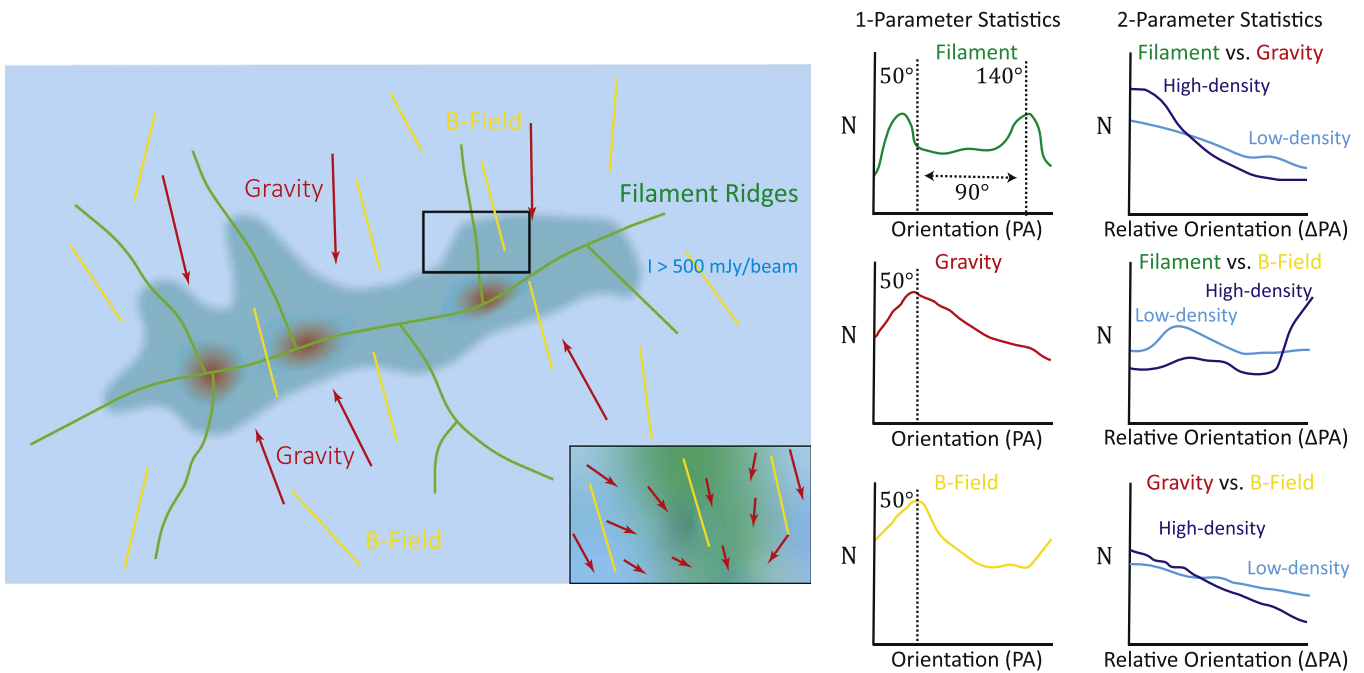 B-Field
Gravity
Filament Ridges
I > 500 mJy/beam
Gravity
B-Field
1-Parameter Statistics
Filament
50°
140°
N
90°
Orientation (PA)
Gravity
50°
N
Orientation (PA)
B-Field
50°
N
Orientation (PA)
2-Parameter Statistics
Filament vs. Gravity
High-density
Low-density
N
Relative Orientation (ΔPA)
Filament vs. B-Field
High-density
Low-density
Relative Orientation (ΔPA)
Gravity vs. B-Field
High-density
Low-density
N
Relative Orientation (ΔPA)